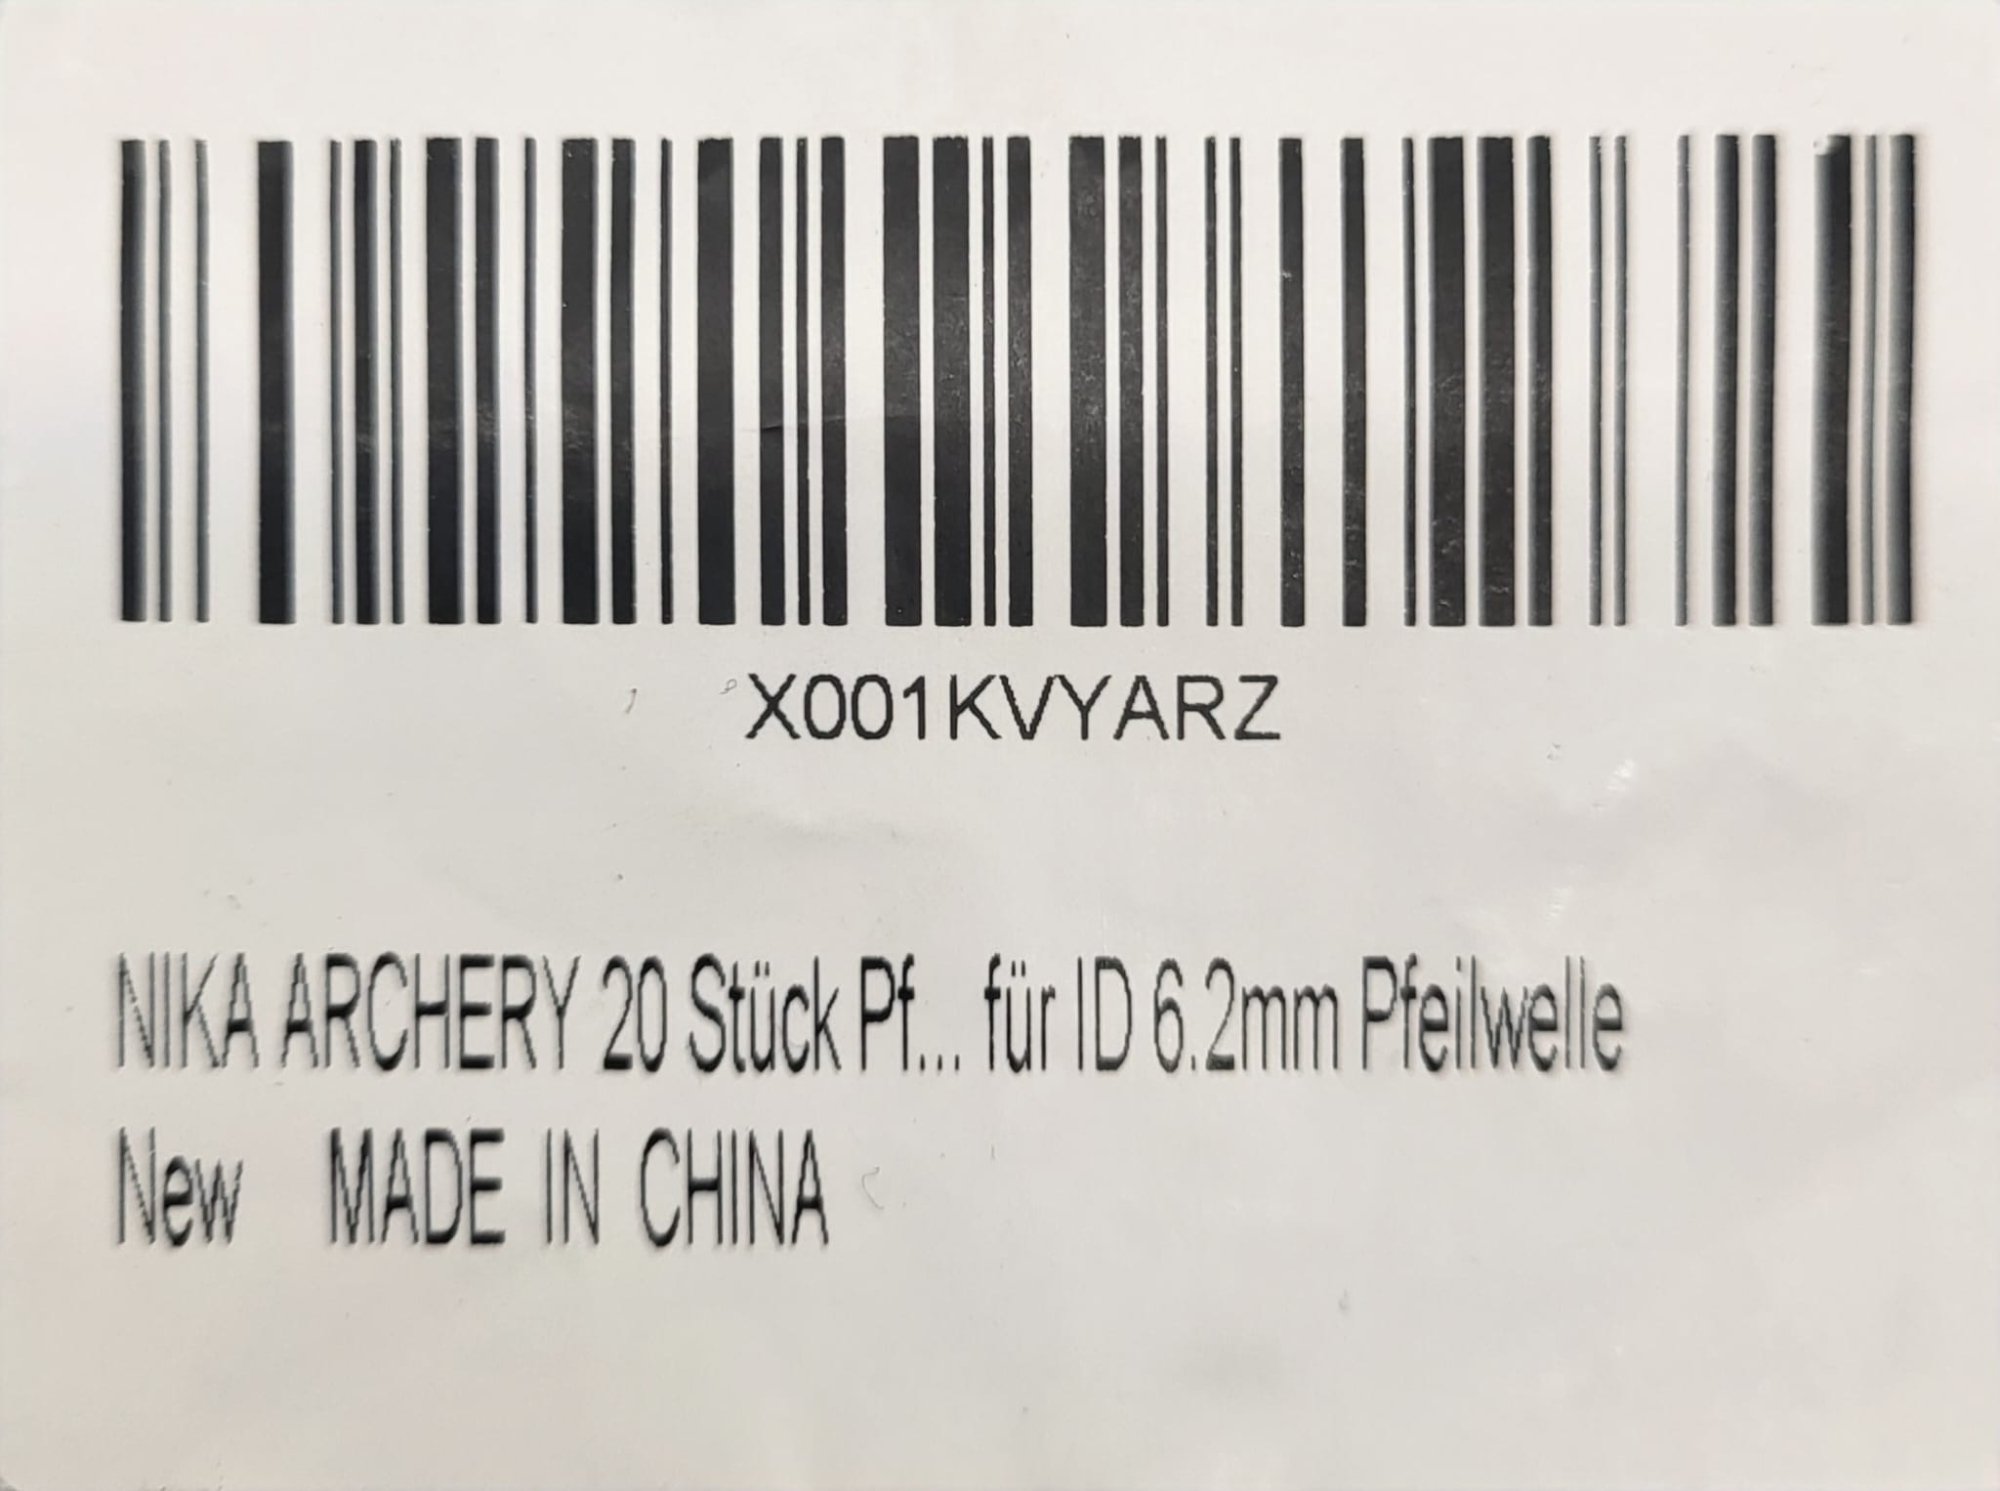 X001KVYARZ
NIKA ARCHERY 20 Stück Pf... für ID 6.2mm Pfeilwelle
New MADE IN CHINA